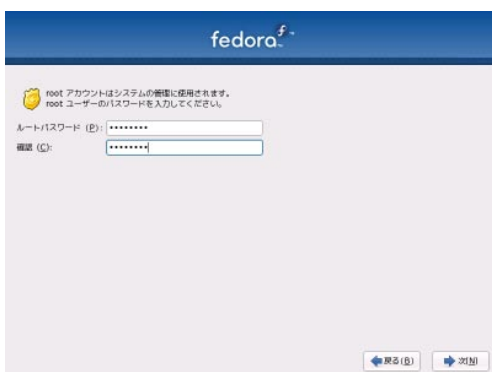 fedora
root アカウントはシステムの管理に使用されます。
root ユーザーのパスワードを入力してください。
ルートパスワード (P): ••••••••
確認 (C): ••••••••
戻る(B) 次(N)